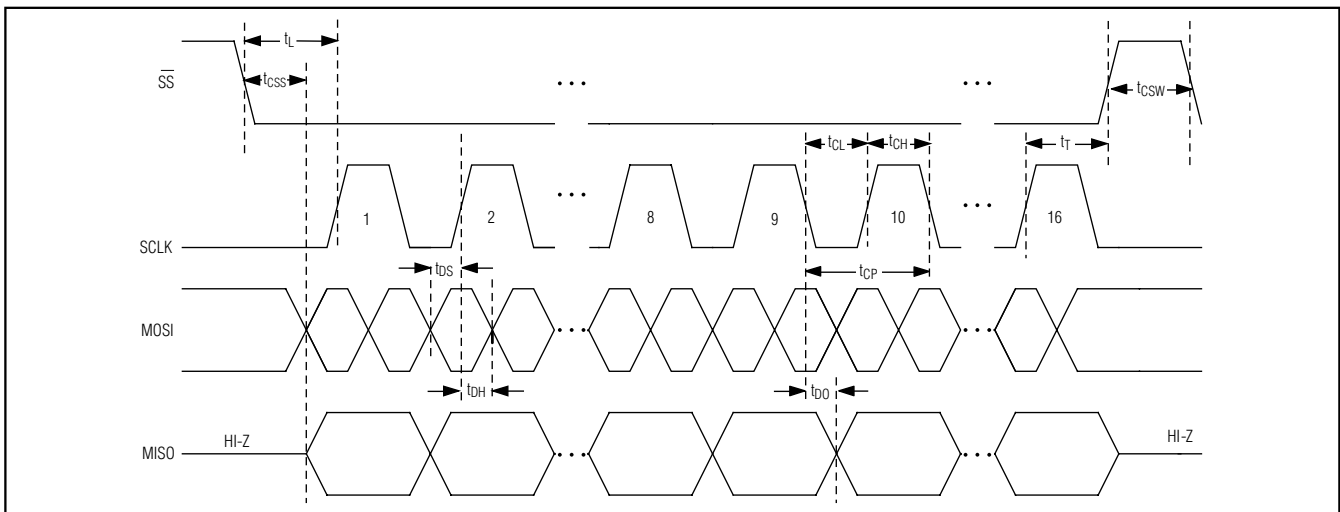 tL
SS
tCSS
• • •
• • •
tCSW
tCL
tCH
tT
SCLK
1
2
• • •
8
9
10
• • •
16
tDS
tCP
MOSI
• • •
• • •
tDH
tDO
MISO
HI-Z
• • •
• • •
HI-Z